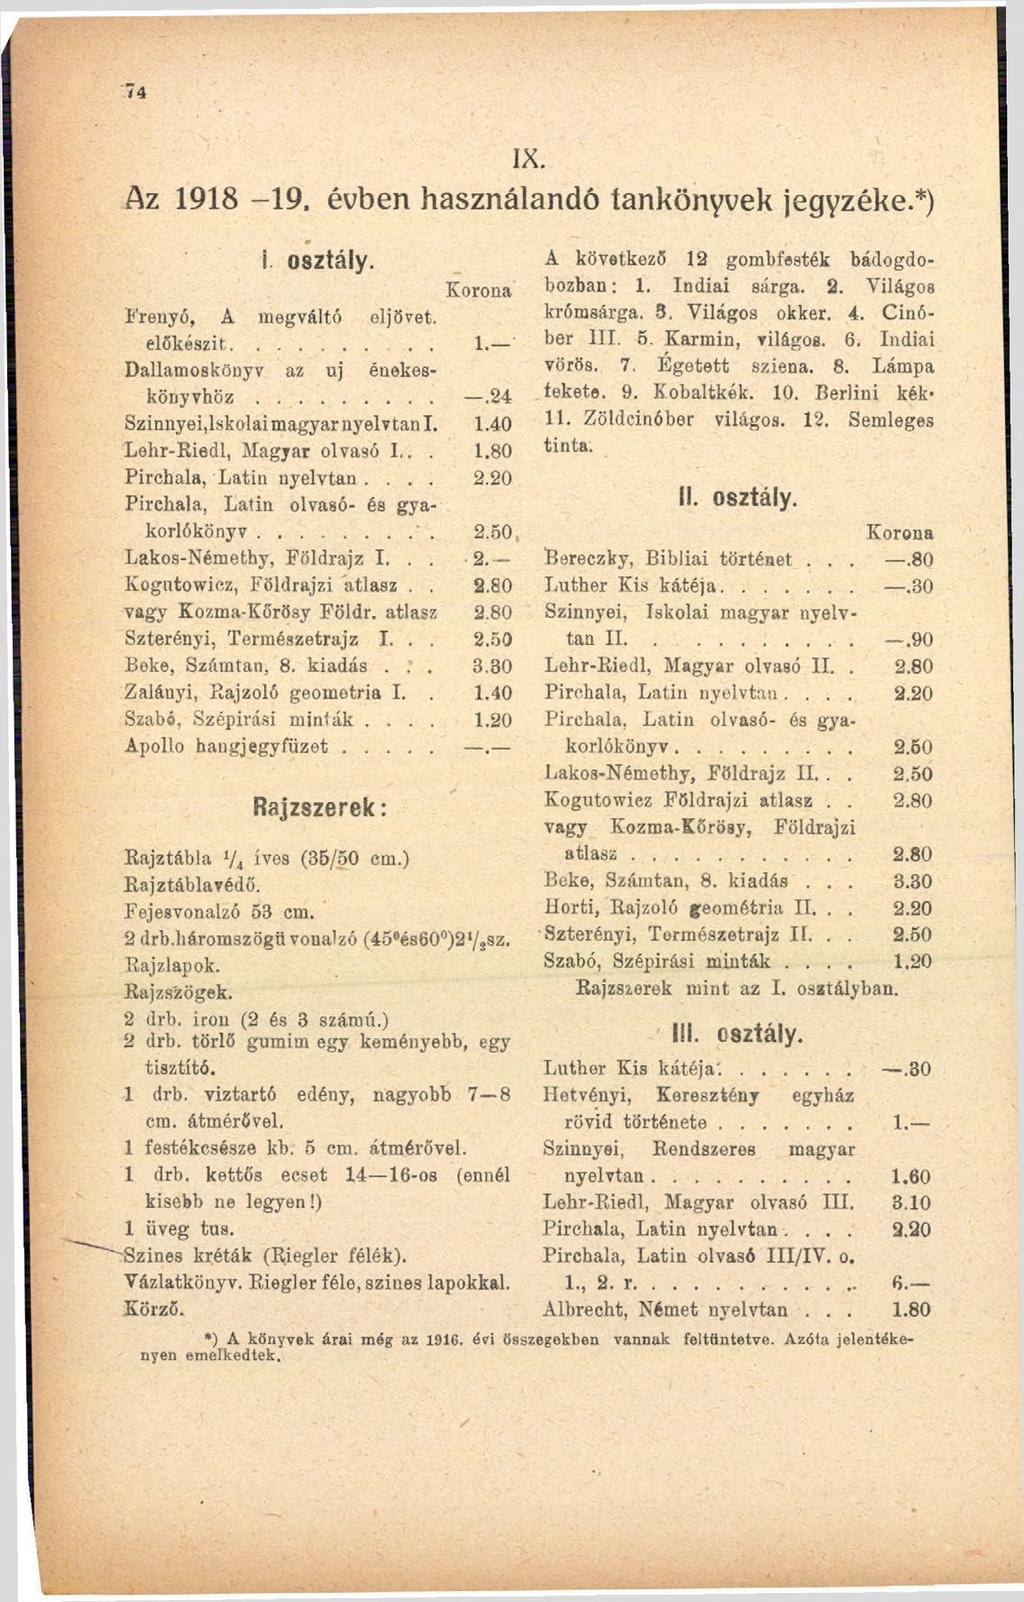 74
IX.
Az 1918 –19. évben használandó tankönyvek jegyzéke.*)
I. osztály.
Korona
Frenyó, A megváltó eljövet.
előkészit. . . . . . . . . 1.—
Dallamoskönyv az uj énekes-
könyvhöz . . . . . . . . . —.24
Szinnyei,Iskolai magyar nyelvtan I. 1.40
Lehr-Riedl, Magyar olvasó I.. . 1.80
Pirchala, Latin nyelvtan . . . . 2.20
Pirchala, Latin olvasó- és gya-
korlókönyv . . . . . . . . . 2.50
Lakos-Némethy, Földrajz I. . . 2.—
Kogutowicz, Földrajzi atlasz . . 2.80
vagy Kozma-Kőrösy Földr. atlasz 2.80
Szterényi, Természetrajz I. . . 2.50
Beke, Számtan, 8. kiadás . . . 3.30
Zalányi, Rajzoló geometria I. . 1.40
Szabó, Szépirási minták . . . . 1.20
Apollo hangjegyfüzet . . . . . —.—
Rajzszerek:
Rajztábla 1/4 íves (35/50 cm.)
Rajztáblavédő.
Fejesvonalzó 53 cm.
2 drb.háromszögü vonalzó (45°és60°)2 1/2sz.
Rajzlapok.
Rajzszögek.
2 drb. iron (2 és 3 számú.)
2 drb. törlő gumim egy keményebb, egy
tisztító.
1 drb. viztartó edény, nagyobb 7—8
cm. átmérővel.
1 festékcsésze kb. 5 cm. átmérővel.
1 drb. kettős ecset 14—16-os (ennél
kisebb ne legyen!)
1 üveg tus.
Szines kréták (Riegler félék).
Vázlatkönyv. Riegler féle, szines lapokkal.
Körző.
A következő 12 gombfesték bádogdo-
bozban: 1. Indiai sárga. 2. Világos
krómsárga. 3. Világos okker. 4. Cinó-
ber III. 5. Karmin, világos. 6. Indiai
vörös. 7. Égetett sziena. 8. Lámpa
fekete. 9. Kobaltkék. 10. Berlini kék·
11. Zöldcinóber világos. 12. Semleges
tinta.
II. osztály.
Korona
Bereczky, Bibliai történet . . . —.80
Luther Kis kátéja. . . . . . . —.30
Szinnyei, Iskolai magyar nyelv-
tan II. . . . . . . . . . . —.90
Lehr-Riedl, Magyar olvasó II. . 2.80
Pirchala, Latin nyelvtan. . . . 2.20
Pirchala, Latin olvasó- és gya-
korlókönyv. . . . . . . . . 2.50
Lakos-Némethy, Földrajz II. . . 2.50
Kogutowicz Földrajzi atlasz . . 2.80
vagy Kozma-Kőrösy, Földrajzi
atlasz . . . . . . . . . . . 2.80
Beke, Számtan, 8. kiadás . . . 3.30
Horti, Rajzoló geométria II. . . 2.20
Szterényi, Természetrajz II. . . 2.50
Szabó, Szépirási minták . . . . 1.20
Rajzszerek mint az I. osztályban.
III. osztály.
Luther Kis kátéja. . . . . . . —.30
Hetvényi, Keresztény egyház
rövid története . . . . . . . 1.—
Szinnyei, Rendszeres magyar
nyelvtan . . . . . . . . . . 1.60
Lehr-Riedl, Magyar olvasó III. 3.10
Pirchala, Latin nyelvtan . . . . 2.20
Pirchala, Latin olvasó III/IV. o.
1., 2. r. . . . . . . . . . . . 6.—
Albrecht, Német nyelvtan . . . 1.80
*) A könyvek árai még az 1916. évi összegekben vannak feltüntetve. Azóta jelentéke-
nyen emelkedtek.